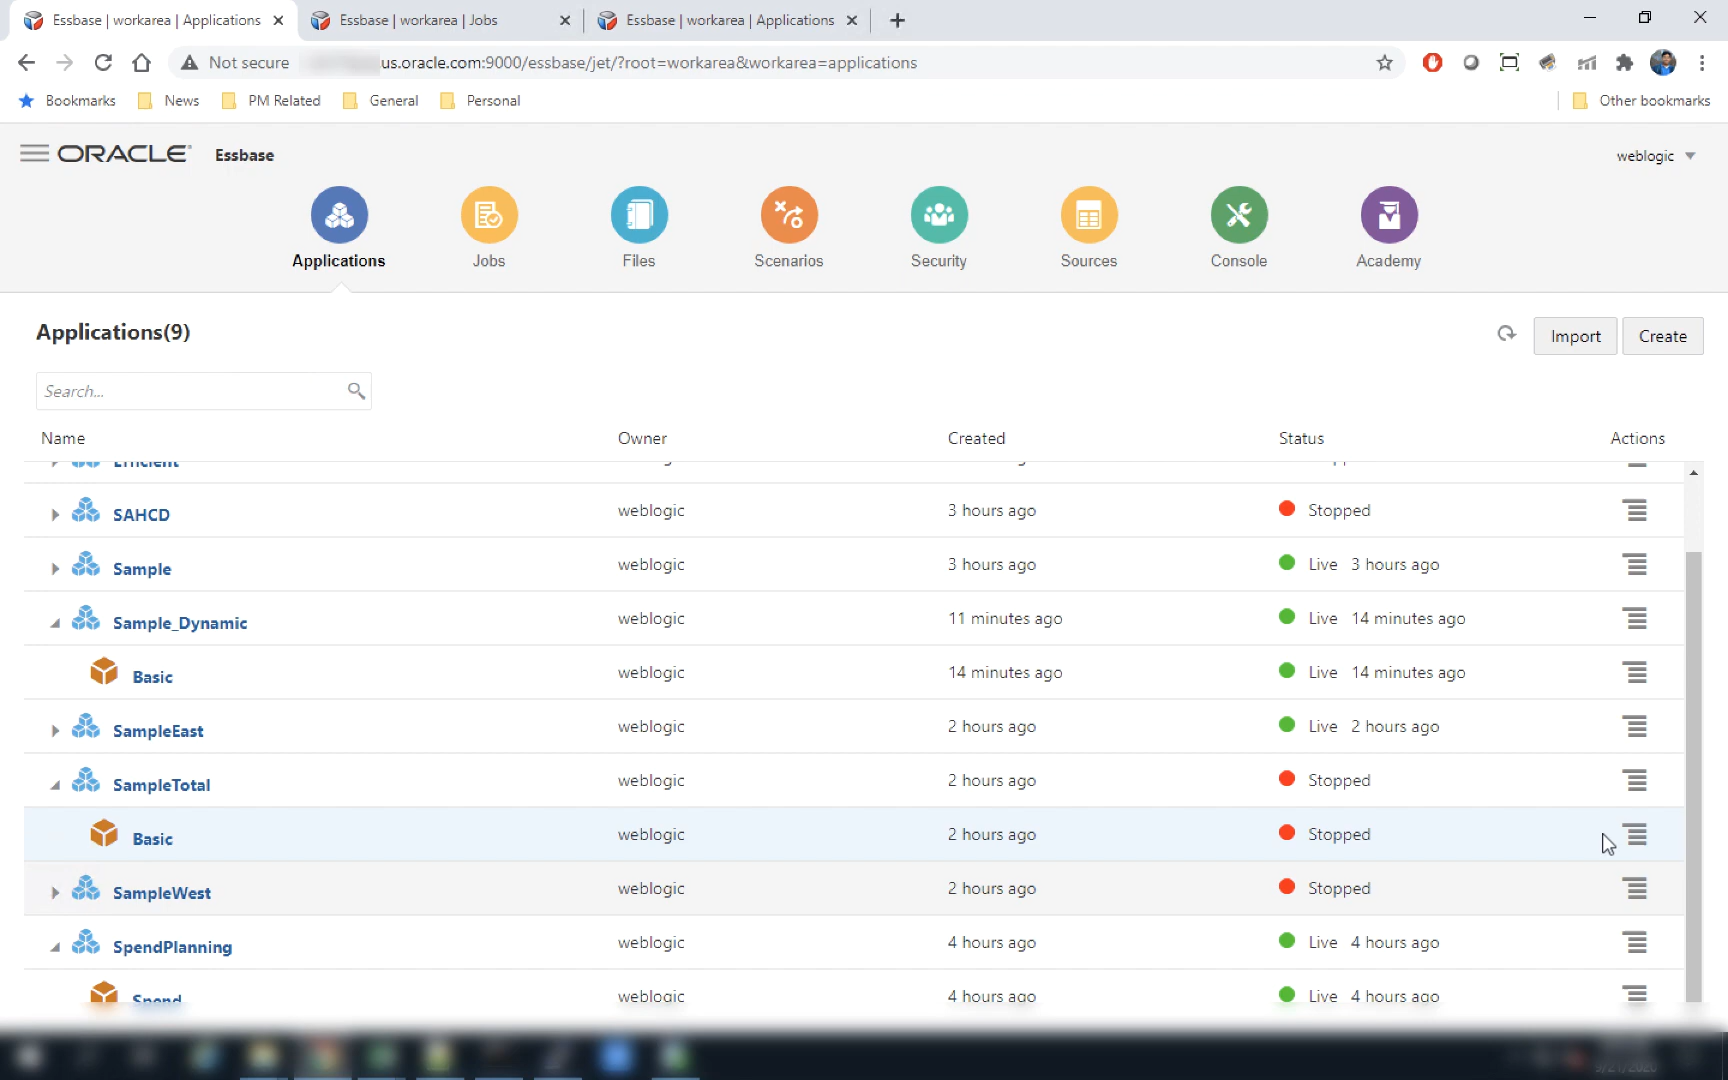 Essbase | workarea | Applications
Essbase | workarea | Jobs
Essbase | workarea | Applications
Not secure us.oracle.com:9000/essbase/jet/?root=workarea&workarea=applications
Bookmarks News PM Related General Personal Other bookmarks
ORACLE Essbase weblogic
Applications Jobs Files Scenarios Security Sources Console Academy
Applications(9) Import Create
Search...
Name Owner Created Status Actions
Efficient
SAHCD weblogic 3 hours ago Stopped
Sample weblogic 3 hours ago Live 3 hours ago
Sample_Dynamic weblogic 11 minutes ago Live 14 minutes ago
Basic weblogic 14 minutes ago Live 14 minutes ago
SampleEast weblogic 2 hours ago Live 2 hours ago
SampleTotal weblogic 2 hours ago Stopped
Basic weblogic 2 hours ago Stopped
SampleWest weblogic 2 hours ago Stopped
SpendPlanning weblogic 4 hours ago Live 4 hours ago
Spend weblogic 4 hours ago Live 4 hours ago